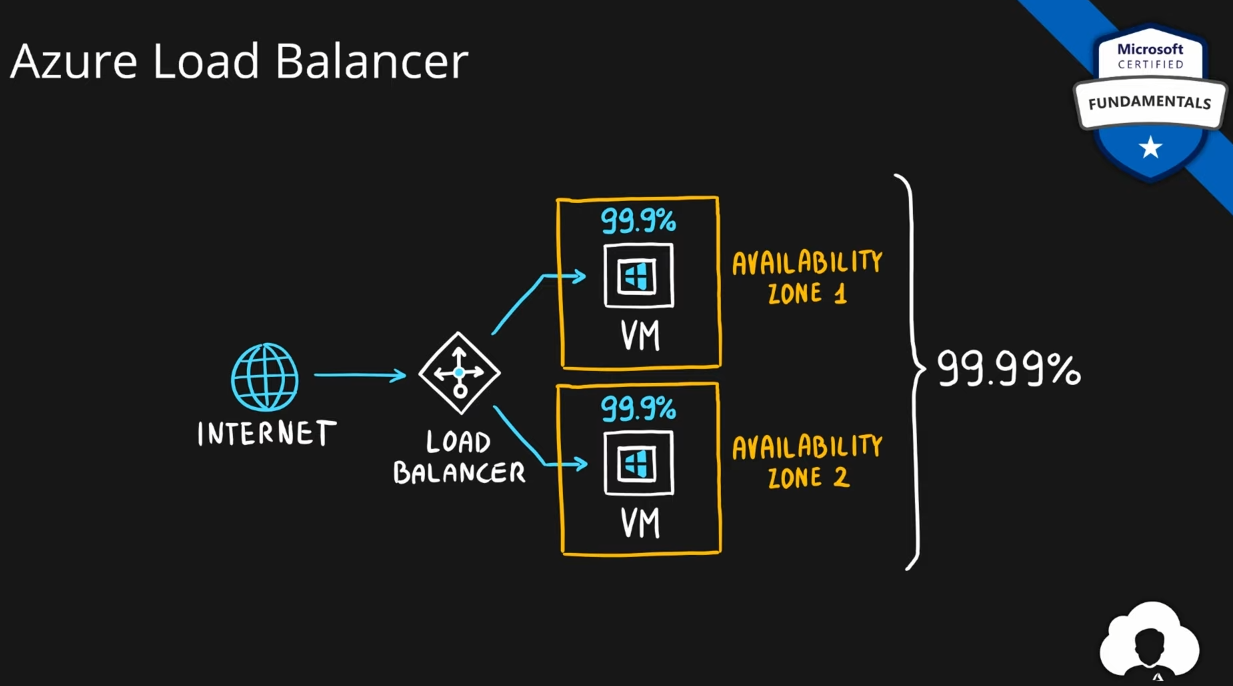 Azure Load Balancer
Microsoft
CERTIFIED
FUNDAMENTALS
99.9%
VM
AVAILABILITY
ZONE 1
INTERNET
LOAD
BALANCER
99.9%
VM
AVAILABILITY
ZONE 2
99.99%